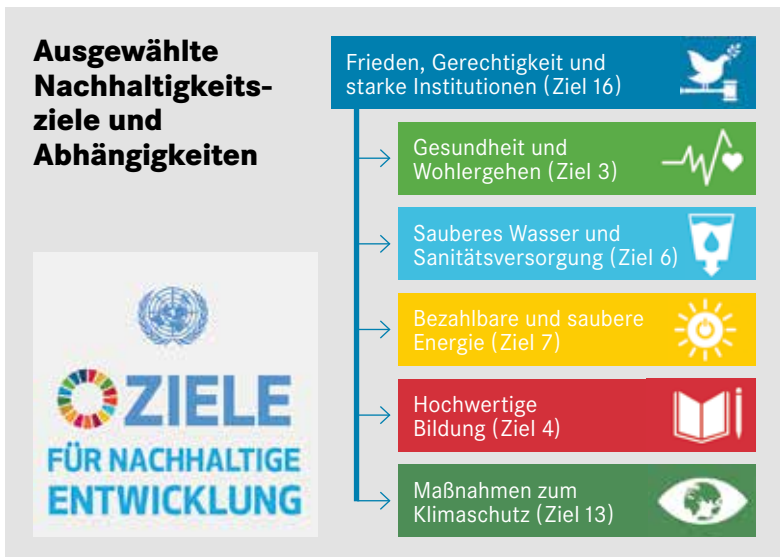 Ausgewählte
Nachhaltigkeits-
ziele und
Abhängigkeiten
Frieden, Gerechtigkeit und
starke Institutionen (Ziel 16)
Gesundheit und
Wohlergehen (Ziel 3)
Sauberes Wasser und
Sanitätsversorgung (Ziel 6)
Bezahlbare und saubere
Energie (Ziel 7)
Hochwertige
Bildung (Ziel 4)
Maßnahmen zum
Klimaschutz (Ziel 13)
ZIELE
FÜR NACHHALTIGE
ENTWICKLUNG